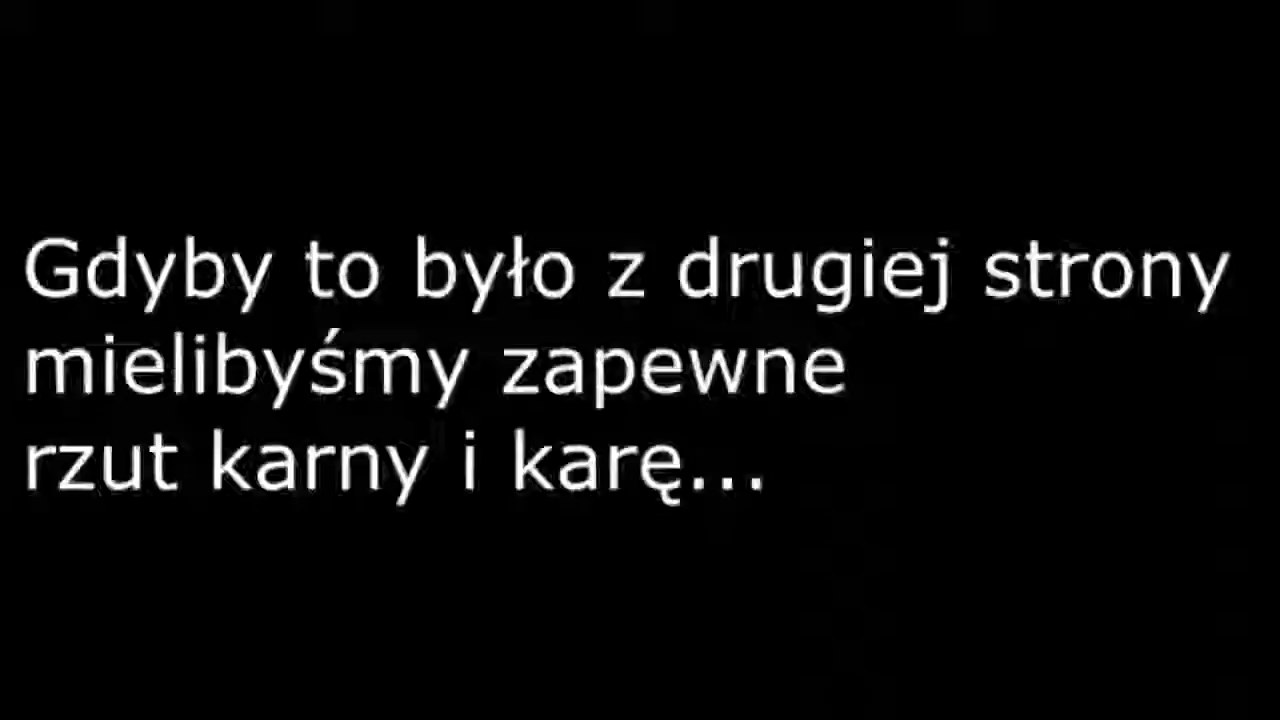 Gdyby to było z drugiej strony
mielibyśmy zapewne
rzut karny i karę...